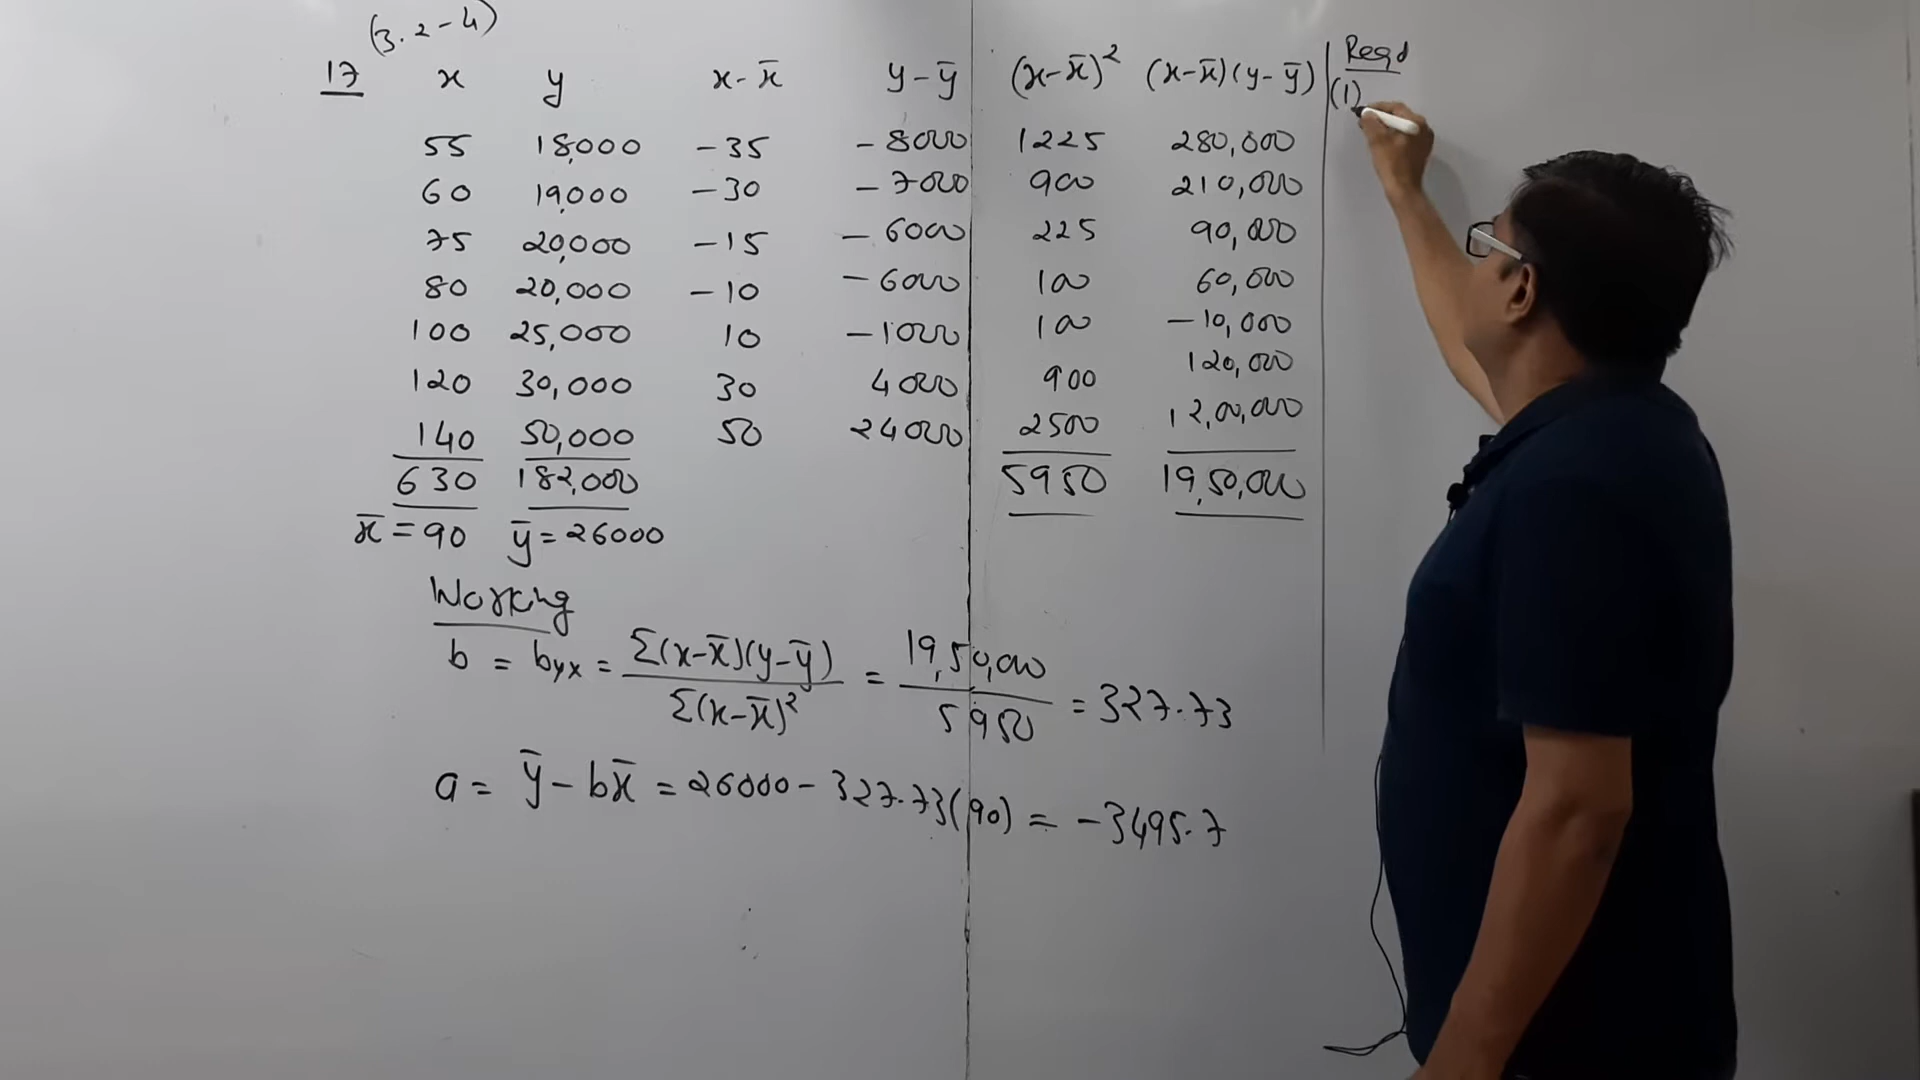 (3.2-4)
17 x y x-x̄ y-ȳ (x-x̄)² (x-x̄)(y-ȳ) Reqd
(1)
55 18,000 -35 -8000 1225 280,000
60 19,000 -30 -7000 900 210,000
75 20,000 -15 -6000 225 90,000
80 20,000 -10 -6000 100 60,000
100 25,000 10 -1000 100 -10,000
120 30,000 30 4000 900 120,000
140 50,000 50 24000 2500 12,00,000
630 182,000 5950 19,50,000
x̄ = 90 ȳ = 26000
Working
b = byx = Σ(x-x̄)(y-ȳ) / Σ(x-x̄)² = 19,50,000 / 5950 = 327.73
a = ȳ - bx̄ = 26000 - 327.73(90) = -3495.7